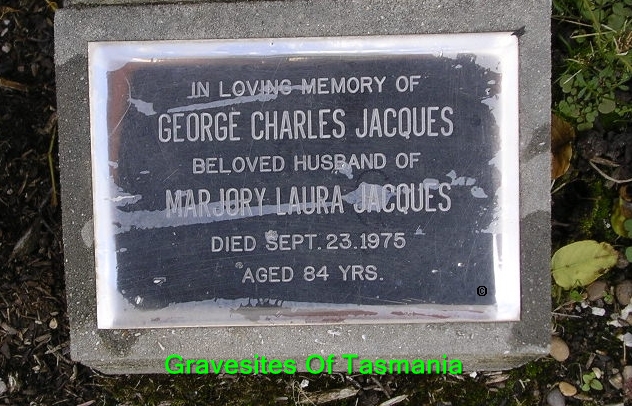 IN LOVING MEMORY OF
GEORGE CHARLES JACQUES
BELOVED HUSBAND OF
MARJORY LAURA JACQUES
DIED SEPT. 23. 1975
AGED 84 YRS.
©
Gravesites Of Tasmania